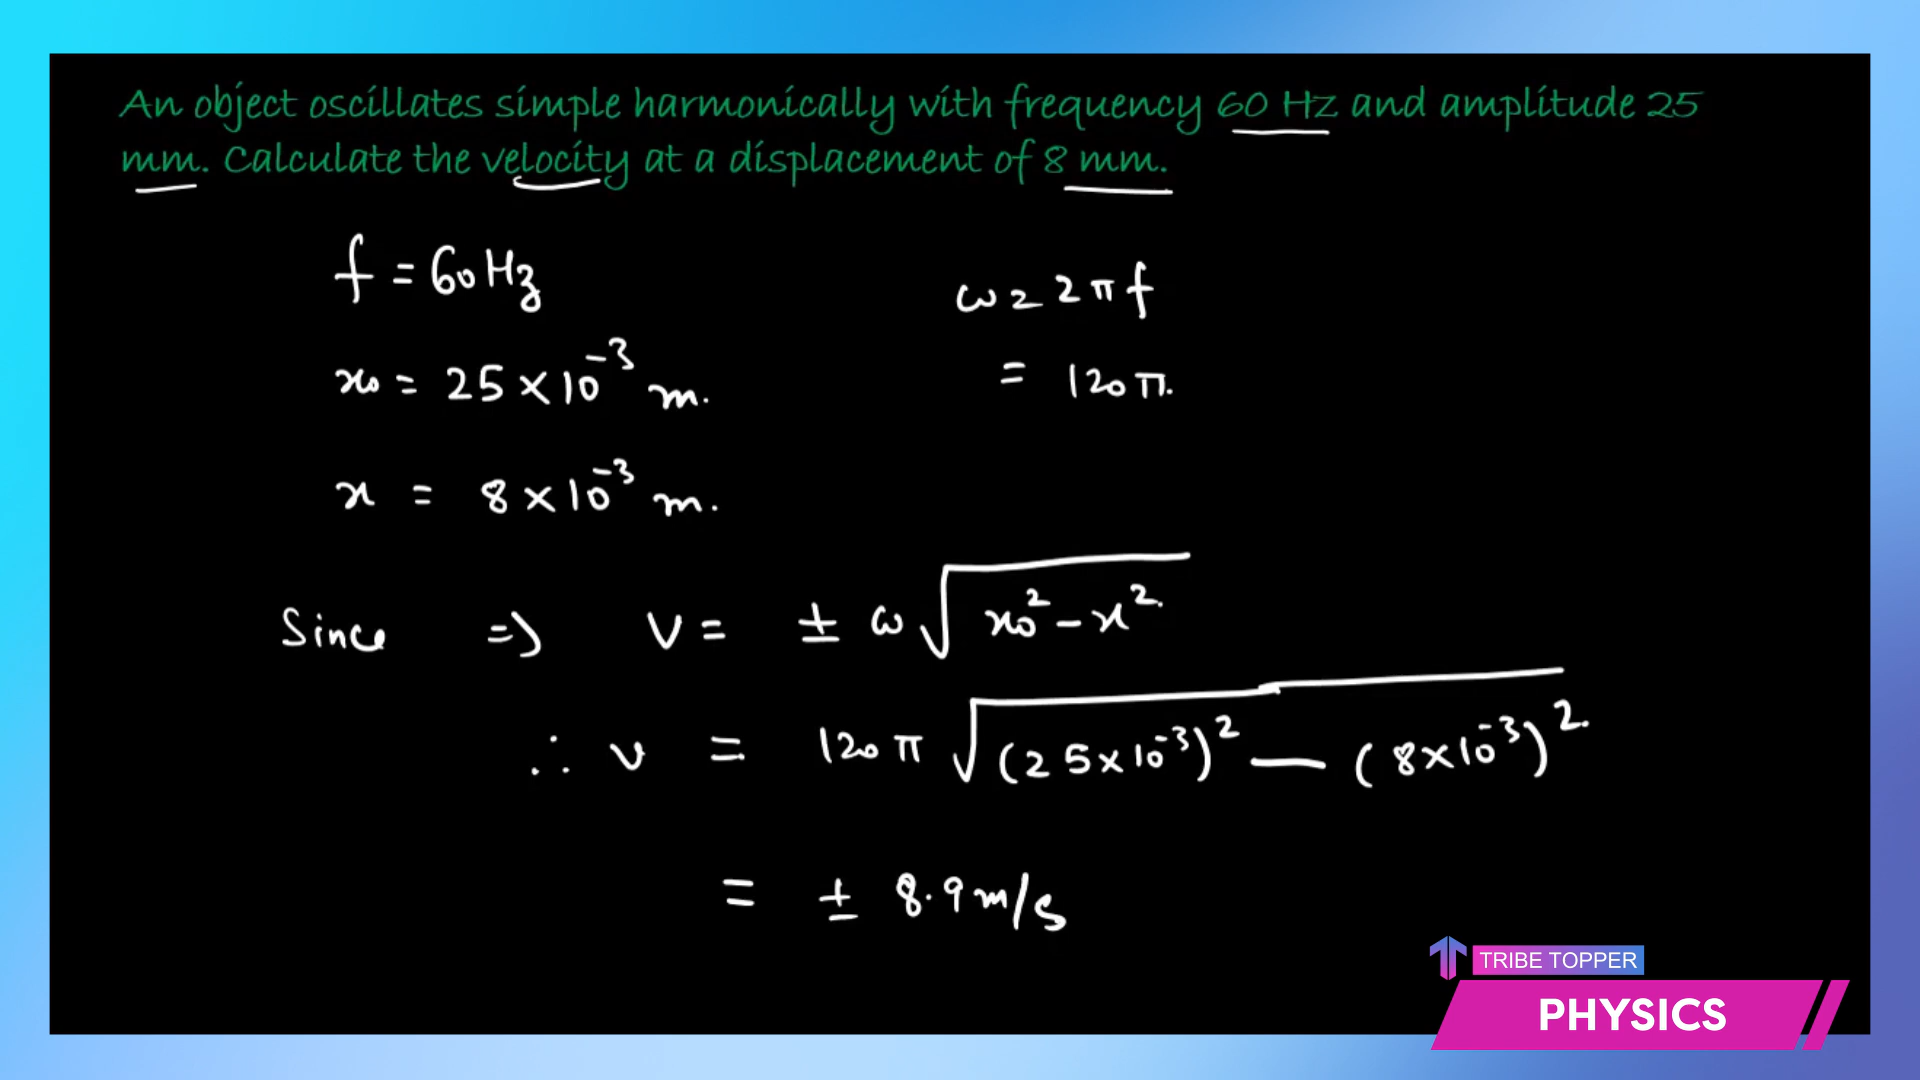 An object oscillates simple harmonically with frequency 60 Hz and amplitude 25
mm. Calculate the velocity at a displacement of 8 mm.
f = 60 Hz
ω = 2πf
x₀ = 25 × 10⁻³ m.
= 120π.
x = 8 × 10⁻³ m.
Since ⇒ v = ± ω√(x₀² − x²)
∴ v = 120π √((25×10⁻³)² − (8×10⁻³)²)
= ± 8.9 m/s
TRIBE TOPPER
PHYSICS